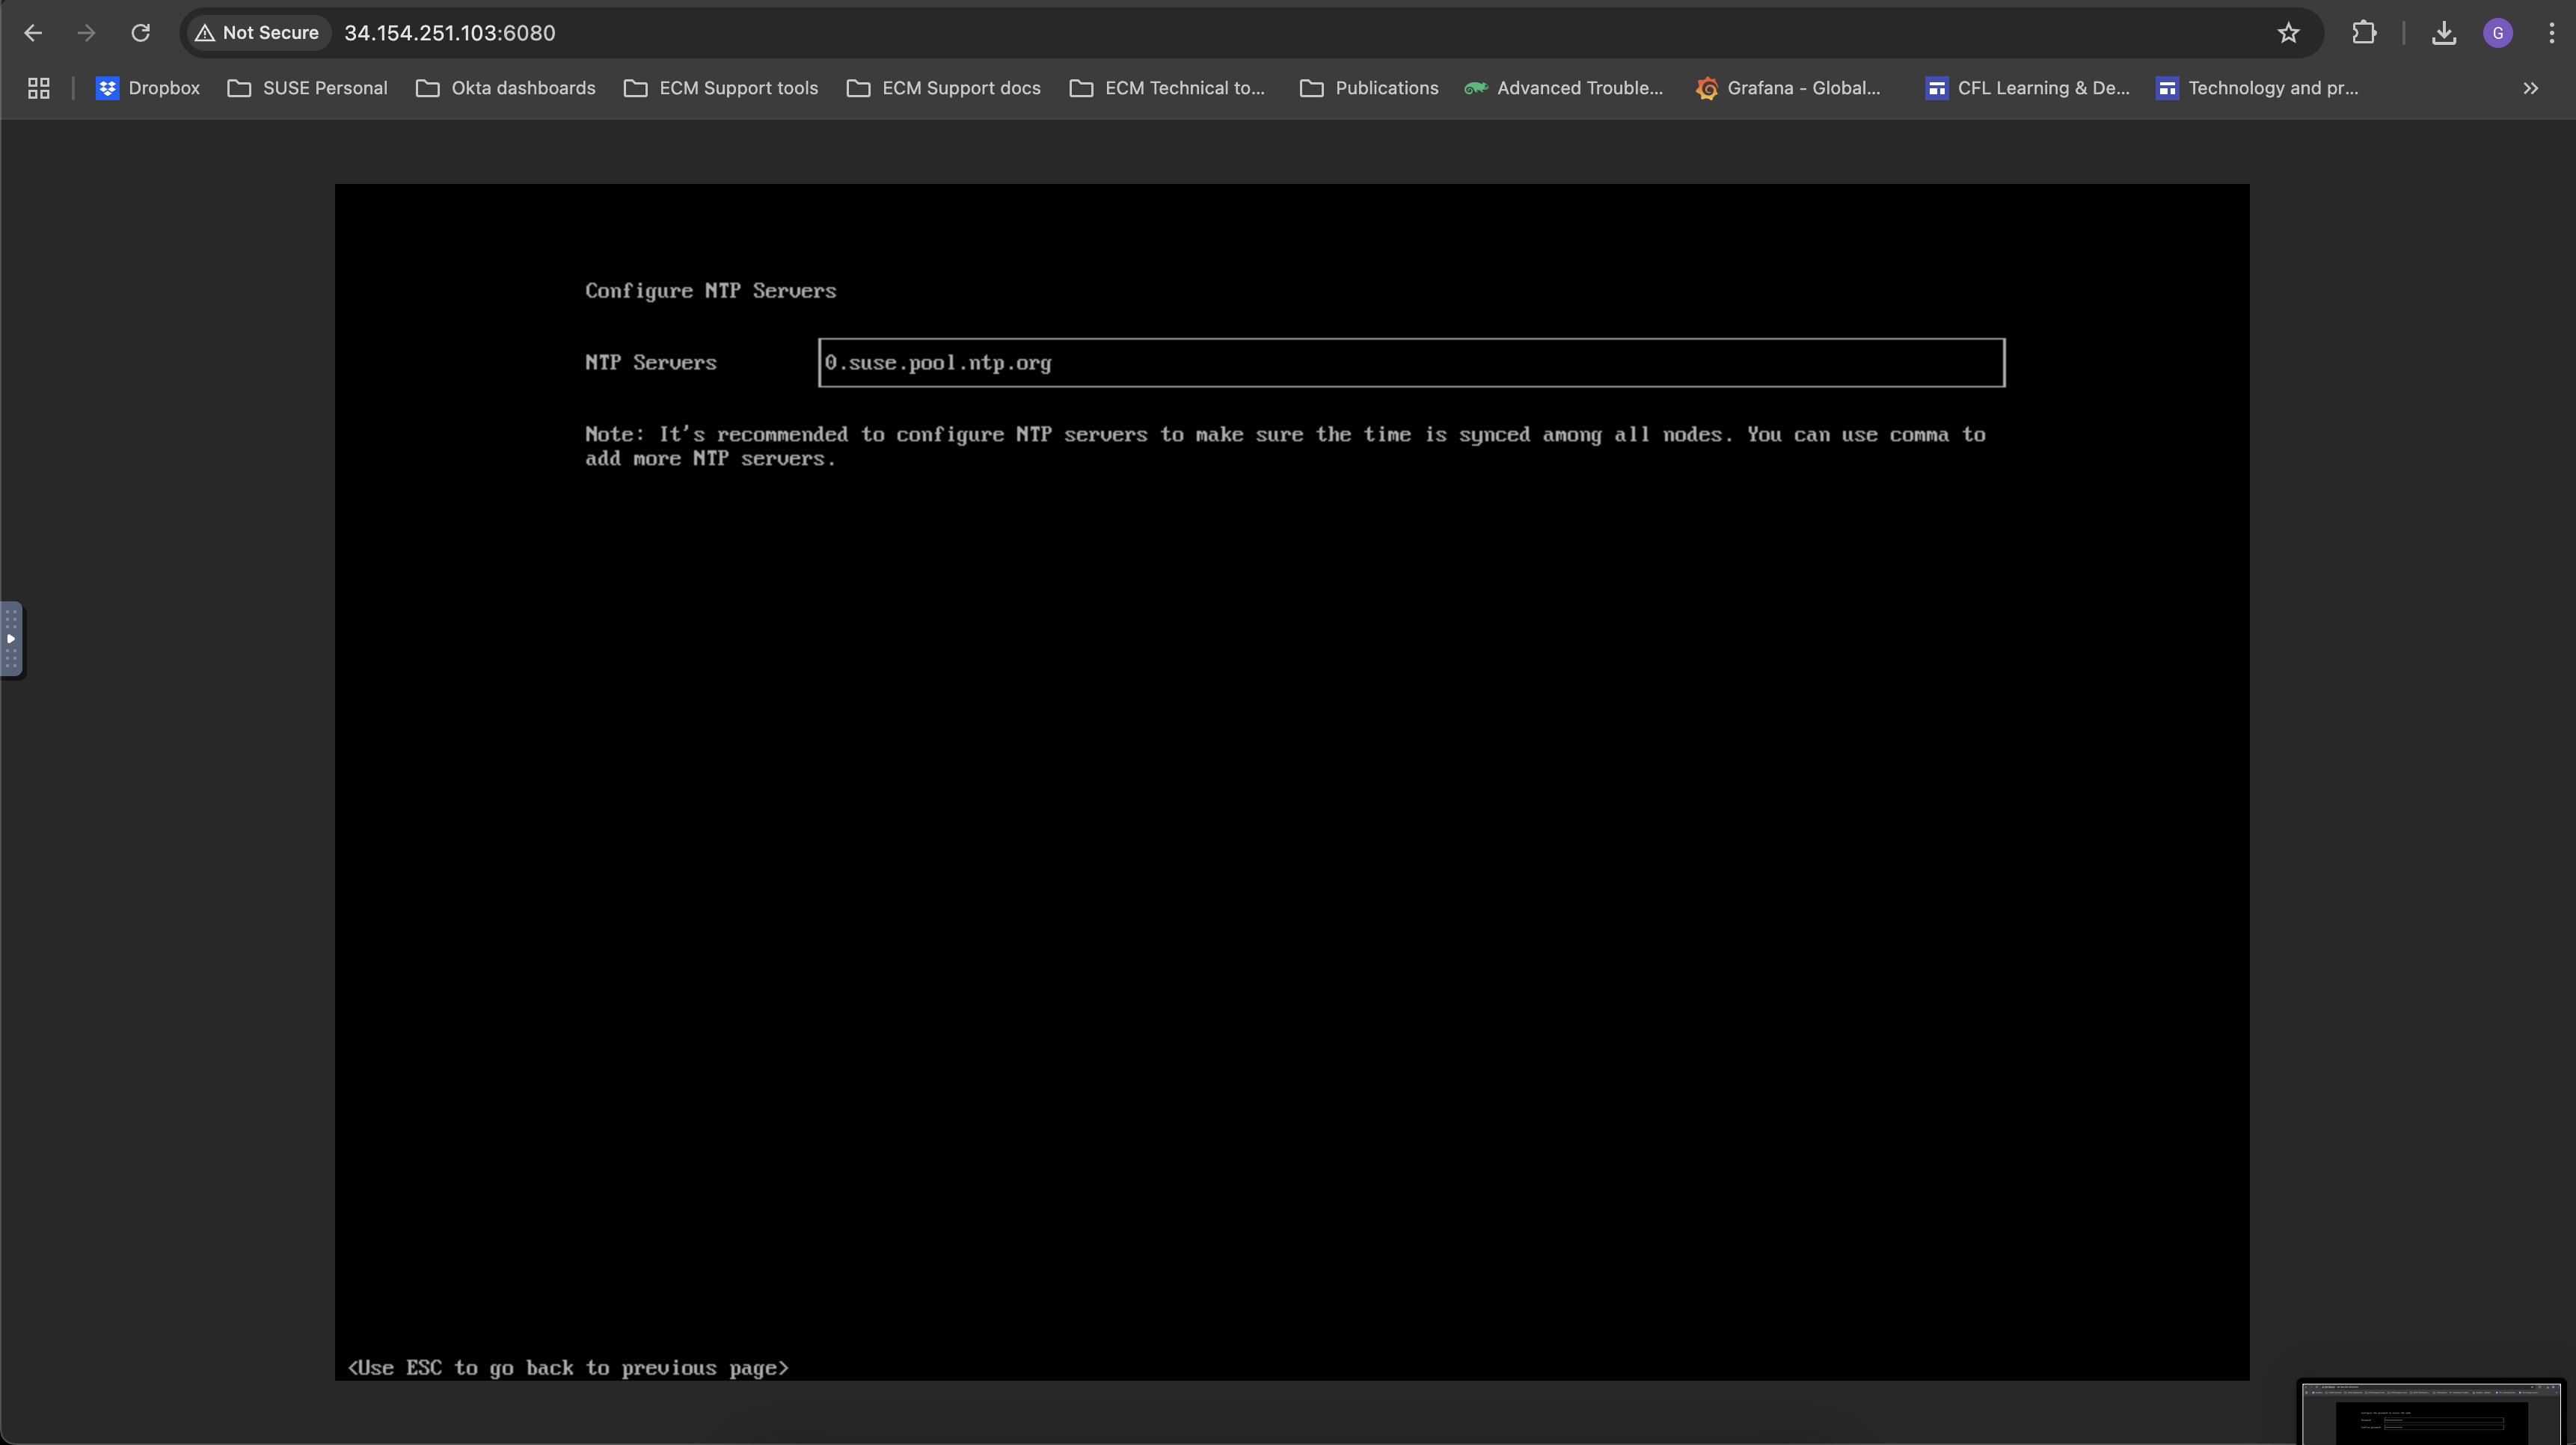 Not Secure 34.154.251.103:6080 G
Dropbox SUSE Personal Okta dashboards ECM Support tools ECM Support docs ECM Technical to... Publications Advanced Trouble... Grafana - Global... CFL Learning & De... Technology and pr... »
Configure NTP Servers
NTP Servers 0.suse.pool.ntp.org
Note: It's recommended to configure NTP servers to make sure the time is synced among all nodes. You can use comma to
add more NTP servers.
<Use ESC to go back to previous page>